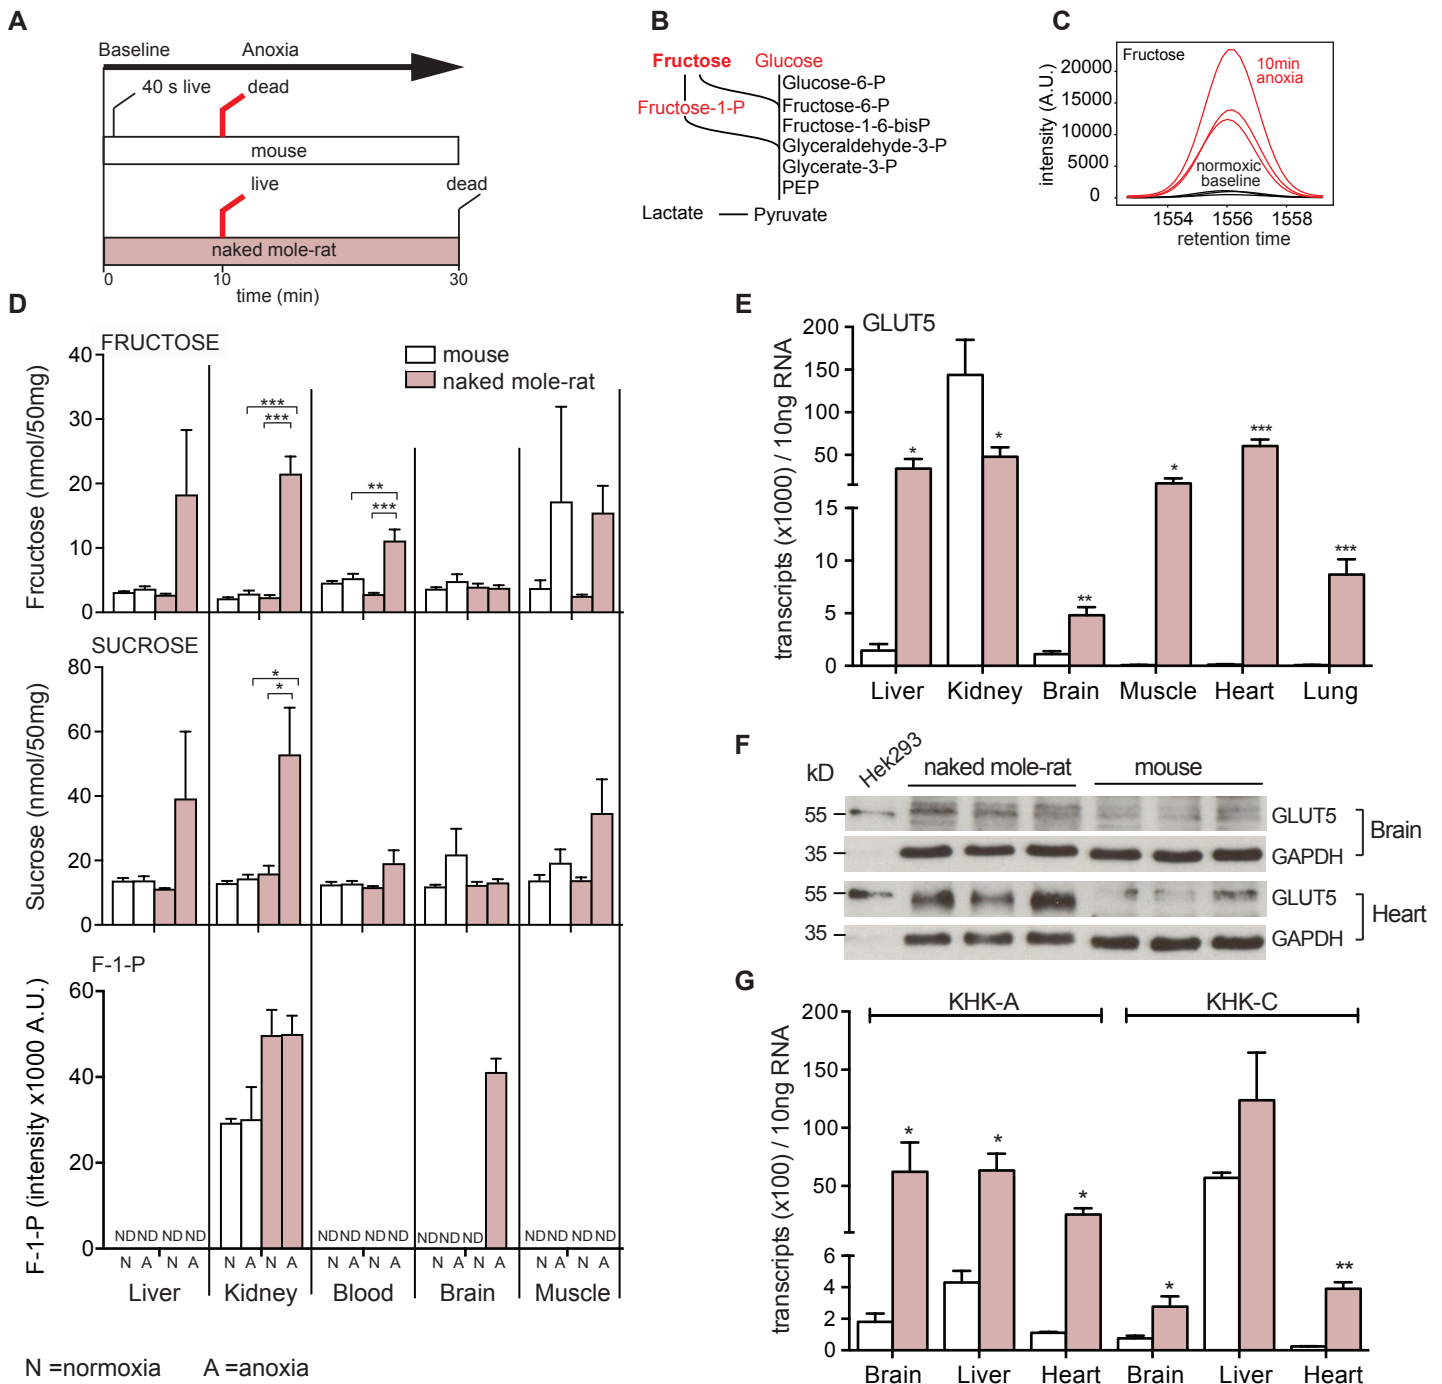 A
Baseline Anoxia
40 s live dead
mouse
live dead
naked mole-rat
0 10 30
time (min)
B
Fructose Glucose
Glucose-6-P
Fructose-1-P Fructose-6-P
Fructose-1-6-bisP
Glyceraldehyde-3-P
Glycerate-3-P
PEP
Lactate Pyruvate
C
Fructose
10min
anoxia
normoxic
baseline
intensity (A.U.)
20000
15000
10000
5000
0
1554 1556 1558
retention time
D
FRUCTOSE
mouse
naked mole-rat
Frcuctose (nmol/50mg)
40
30
20
10
0
*** 
***
**
***
SUCROSE
Sucrose (nmol/50mg)
80
60
40
20
0
*
*
F-1-P
F-1-P (intensity x1000 A.U.)
60
40
20
0
ND ND ND ND ND ND ND ND ND ND ND ND ND ND ND
N A N A N A N A N A N A N A N A N A N A
Liver Kidney Blood Brain Muscle
N =normoxia A =anoxia
E
GLUT5
transcripts (x1000) / 10ng RNA
200
150
100
50
15
10
5
0
* * ** * *** ***
Liver Kidney Brain Muscle Heart Lung
F
kD Hek293 naked mole-rat mouse
55 GLUT5
35 GAPDH
Brain
55 GLUT5
35 GAPDH
Heart
G
KHK-A KHK-C
transcripts (x100) / 10ng RNA
200
150
100
50
6
4
2
0
* * * * **
Brain Liver Heart Brain Liver Heart